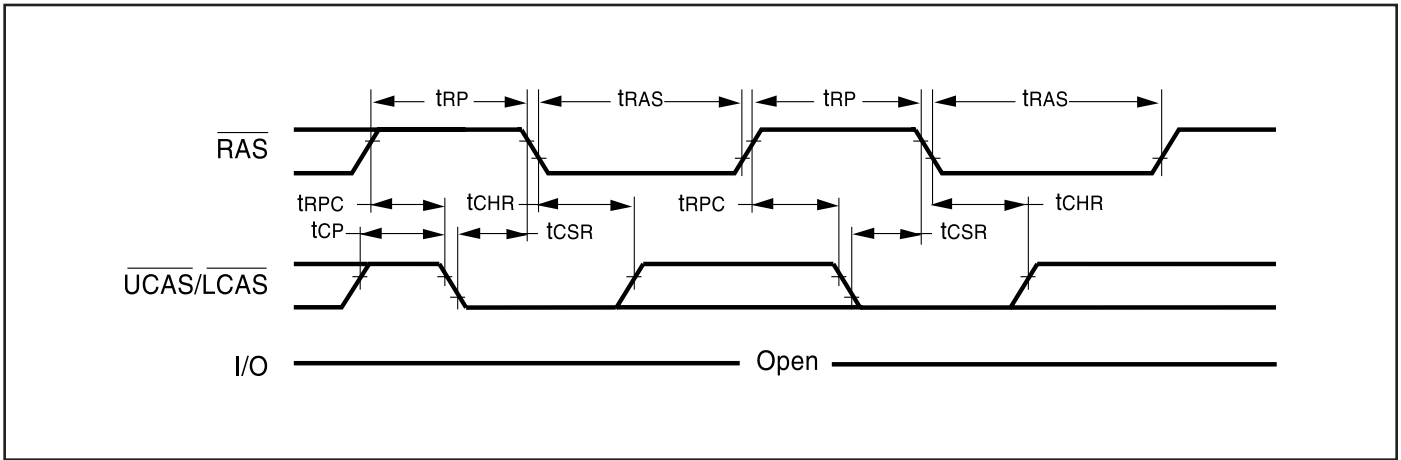 tRP tRAS tRP tRAS
RAS
tRPC tCHR tRPC tCHR
tCP tCSR tCSR
UCAS/LCAS
I/O Open